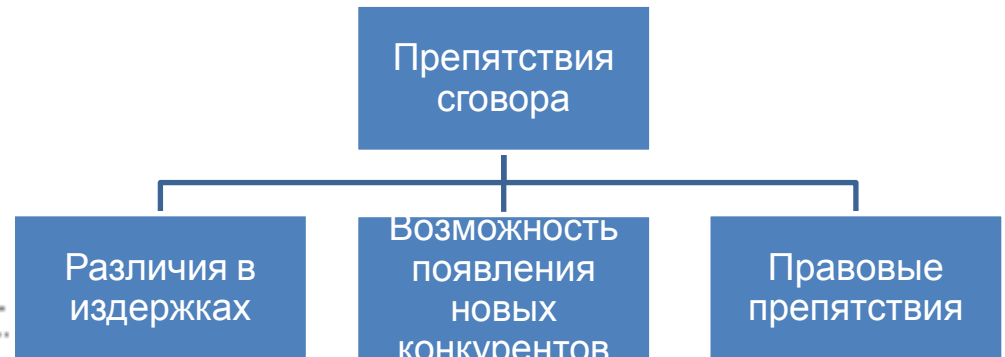 Препятствия
сговора
Различия в
издержках
Возможность
появления
новых
конкурентов
Правовые
препятствия